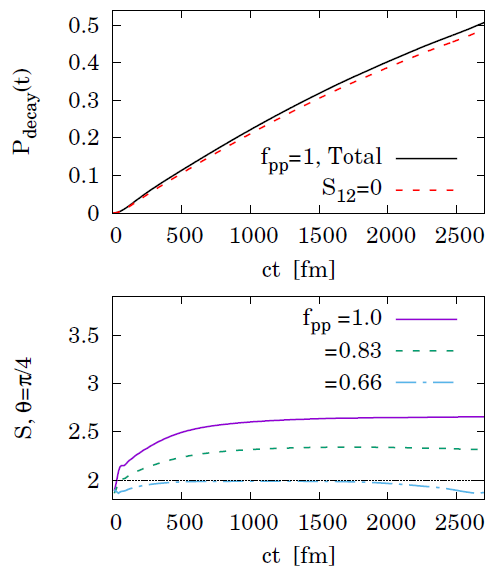 0.5
0.4
0.3
0.2
0.1
0
P_decay(t)
f_pp=1, Total
S_12=0
0 500 1000 1500 2000 2500
ct [fm]
3.5
3
2.5
2
S, θ=π/4
f_pp =1.0
=0.83
=0.66
0 500 1000 1500 2000 2500
ct [fm]